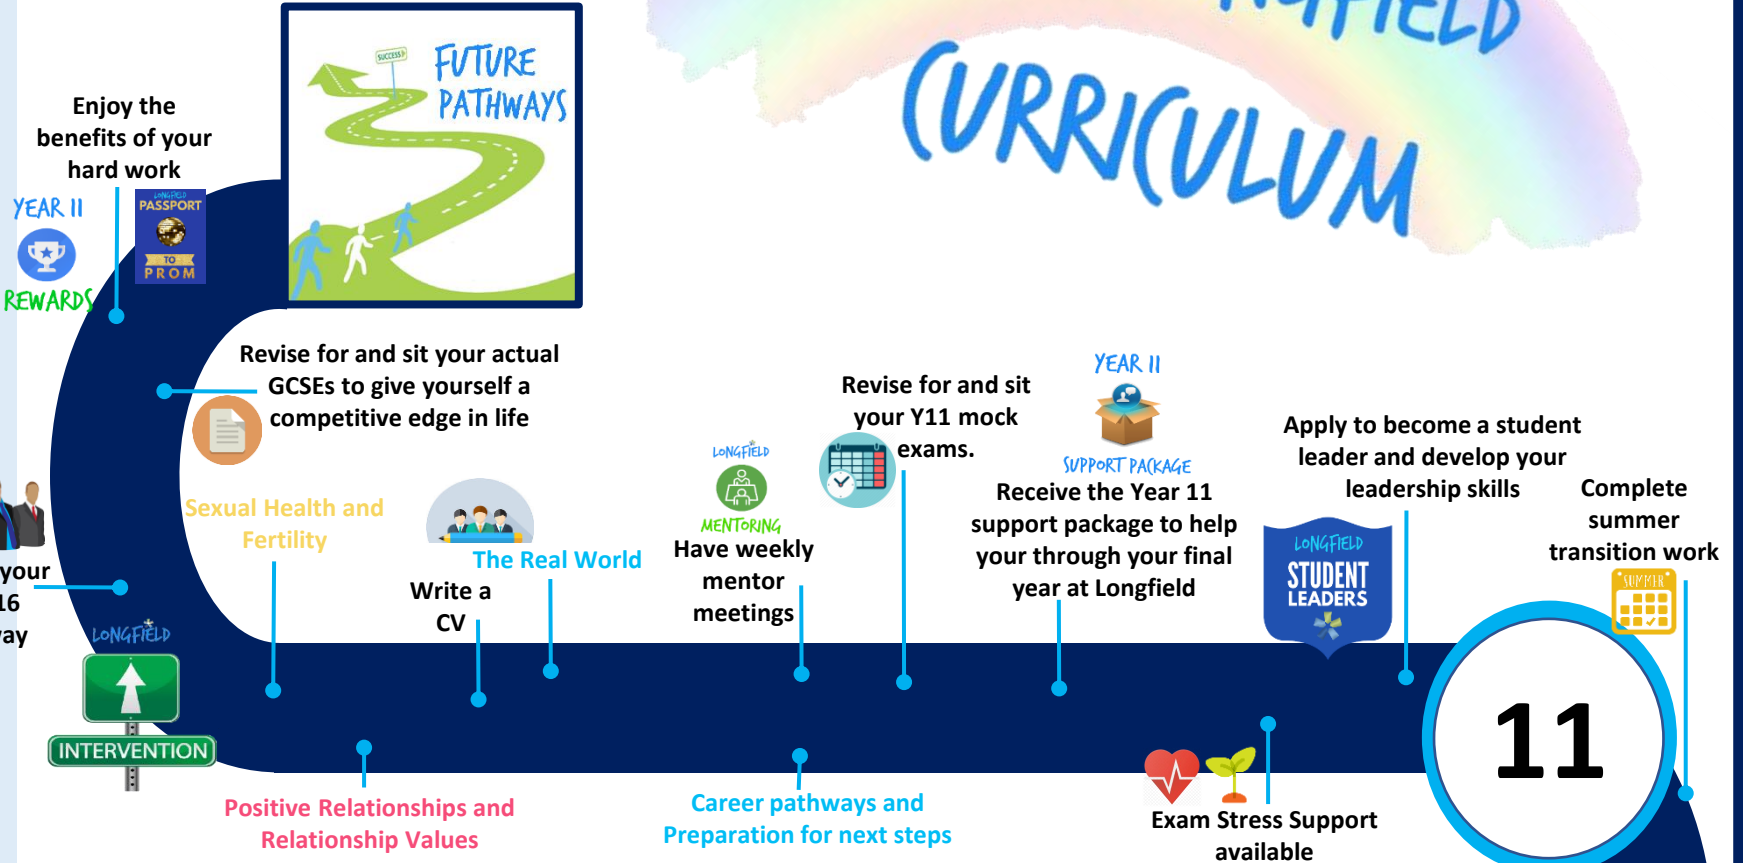 NGFIELD
CURRICULUM
SUCCESS
FUTURE
PATHWAYS
Enjoy the
benefits of your
hard work
YEAR 11
REWARDS
LONGFIELD
PASSPORT
TO
PROM
Revise for and sit your actual
GCSEs to give yourself a
competitive edge in life
Sexual Health and
Fertility
your
16
ay
LONGFIELD
INTERVENTION
Write a
CV
The Real World
LONGFIELD
MENTORING
Have weekly
mentor
meetings
Revise for and sit
your Y11 mock
exams.
YEAR 11
SUPPORT PACKAGE
Receive the Year 11
support package to help
your through your final
year at Longfield
Apply to become a student
leader and develop your
leadership skills
LONGFIELD
STUDENT
LEADERS
Complete
summer
transition work
SUMMER
11
Positive Relationships and
Relationship Values
Career pathways and
Preparation for next steps
Exam Stress Support
available